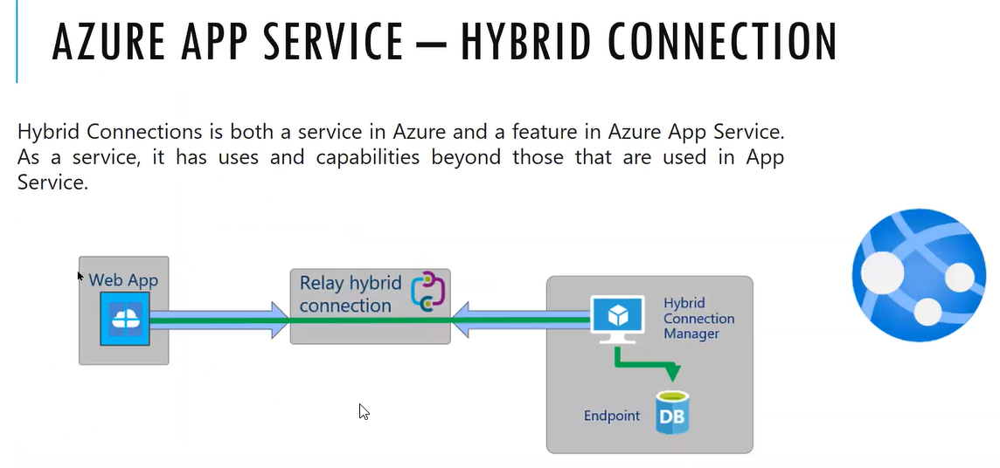 AZURE APP SERVICE – HYBRID CONNECTION
Hybrid Connections is both a service in Azure and a feature in Azure App Service.
As a service, it has uses and capabilities beyond those that are used in App
Service.
Web App
Relay hybrid
connection
Hybrid
Connection
Manager
Endpoint
DB